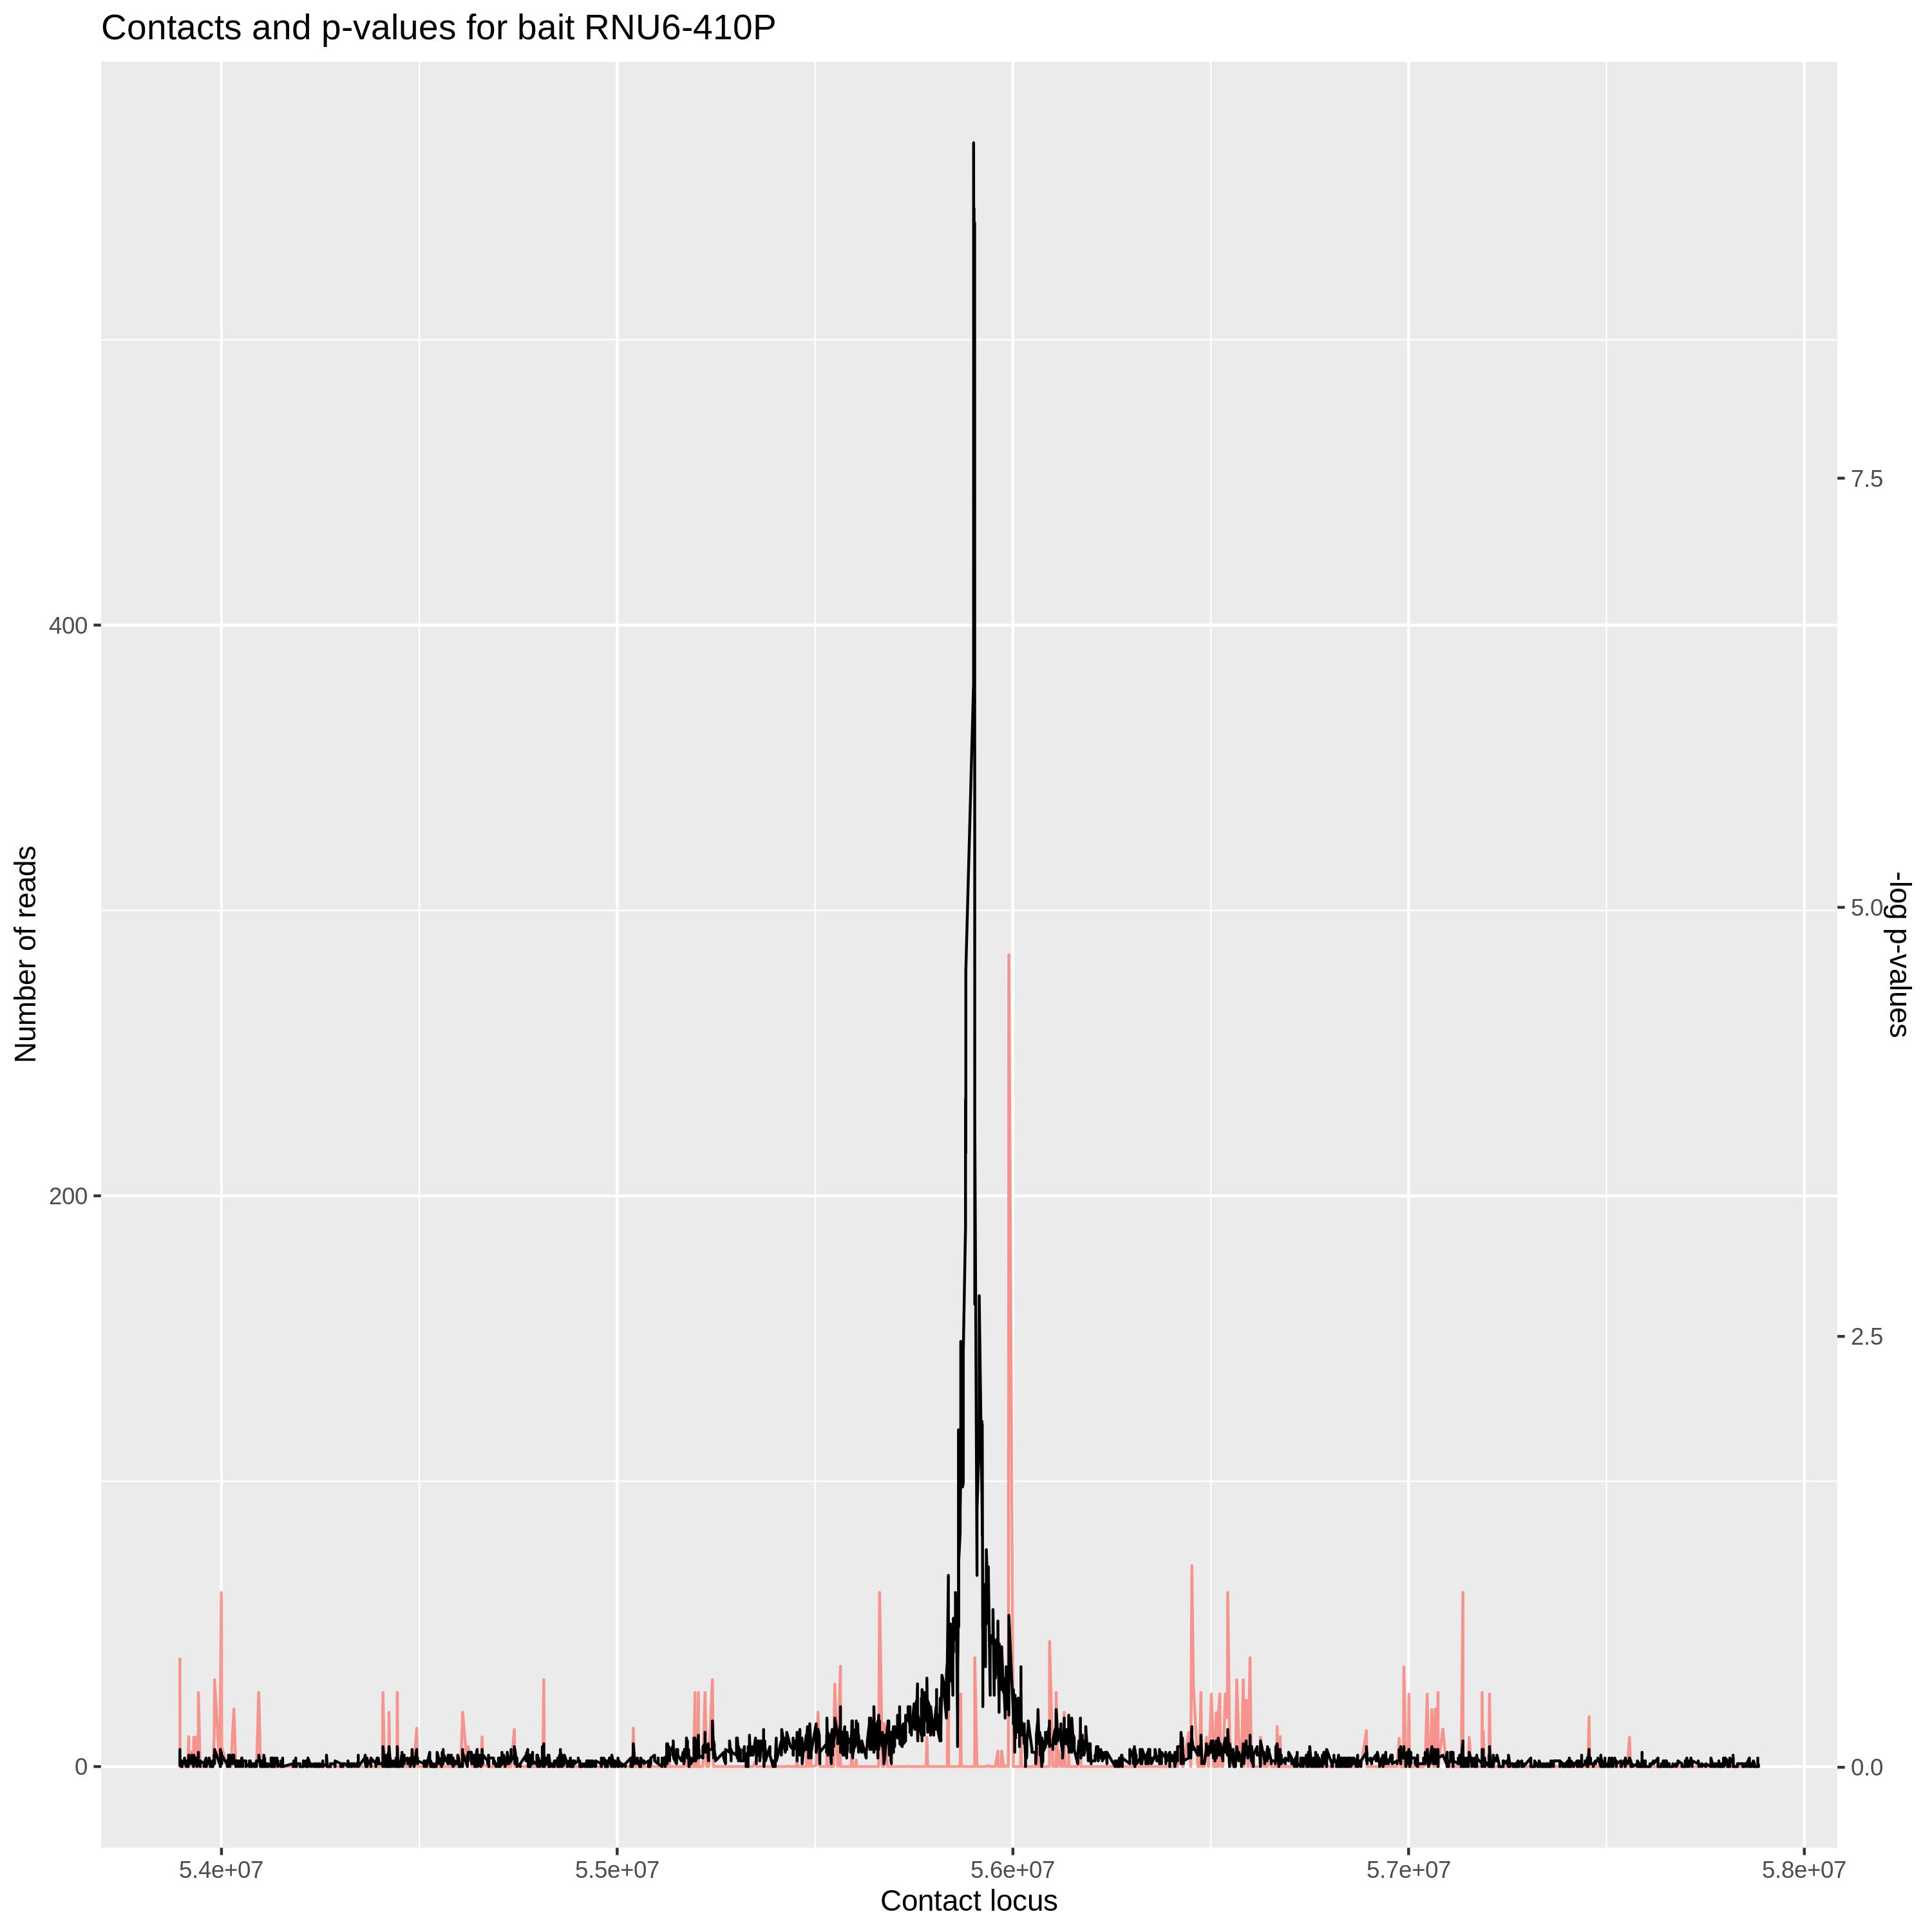 Contacts and p-values for bait RNU6-410P
Number of reads
400
200
0
7.5
5.0
2.5
0.0
-log p-values
5.4e+07
5.5e+07
5.6e+07
5.7e+07
5.8e+07
Contact locus